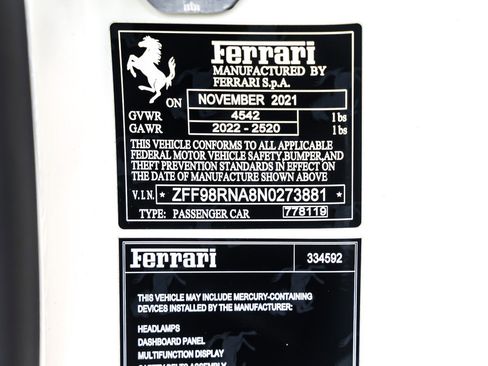 Ferrari
MANUFACTURED BY
FERRARI S.p.A.
ON NOVEMBER 2021
GVWR 4542 lbs
GAWR 2022 - 2520 lbs
THIS VEHICLE CONFORMS TO ALL APPLICABLE
FEDERAL MOTOR VEHICLE SAFETY,BUMPER,AND
THEFT PREVENTION STANDARDS IN EFFECT ON
THE DATE OF MANUFACTURE SHOWN ABOVE
V.I.N. * ZFF98RNA8N0273881 *
TYPE: PASSENGER CAR 778119
Ferrari 334592
THIS VEHICLE MAY INCLUDE MERCURY-CONTAINING
DEVICES INSTALLED BY THE MANUFACTURER:
HEADLAMPS
DASHBOARD PANEL
MULTIFUNCTION DISPLAY